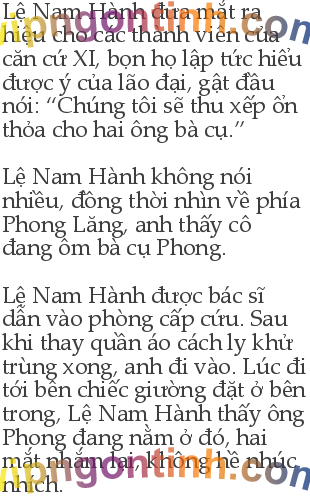 Lệ Nam Hành đưa mắt ra
hiệu cho các thành viên của
căn cứ XI, bọn họ lập tức hiểu
được ý của lão đại, gật đầu
nói: “Chúng tôi sẽ thu xếp ổn
thỏa cho hai ông bà cụ.”
Lệ Nam Hành không nói
nhiều, đồng thời nhìn về phía
Phong Lăng, anh thấy cô
đang ôm bà cụ Phong.
Lệ Nam Hành được bác sĩ
dẫn vào phòng cấp cứu. Sau
khi thay quần áo cách ly khử
trùng xong, anh đi vào. Lúc đi
tới bên chiếc giường đặt ở bên
trong, Lệ Nam Hành thấy ông
Phong đang nằm ở đó, hai
mắt nhắm lại, không hề nhúc
nhích.
vipngontinh.com
vipngontinh.com